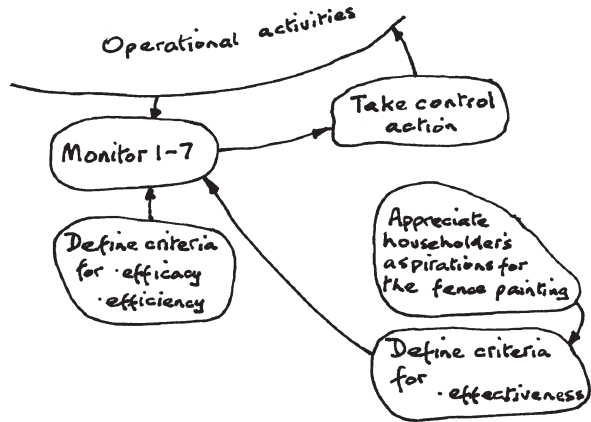 Operational activities
Take control
action
Monitor 1-7
Define criteria
for · efficacy
· efficiency
Appreciate
householder's
aspirations for
the fence painting
Define criteria
for
· effectiveness